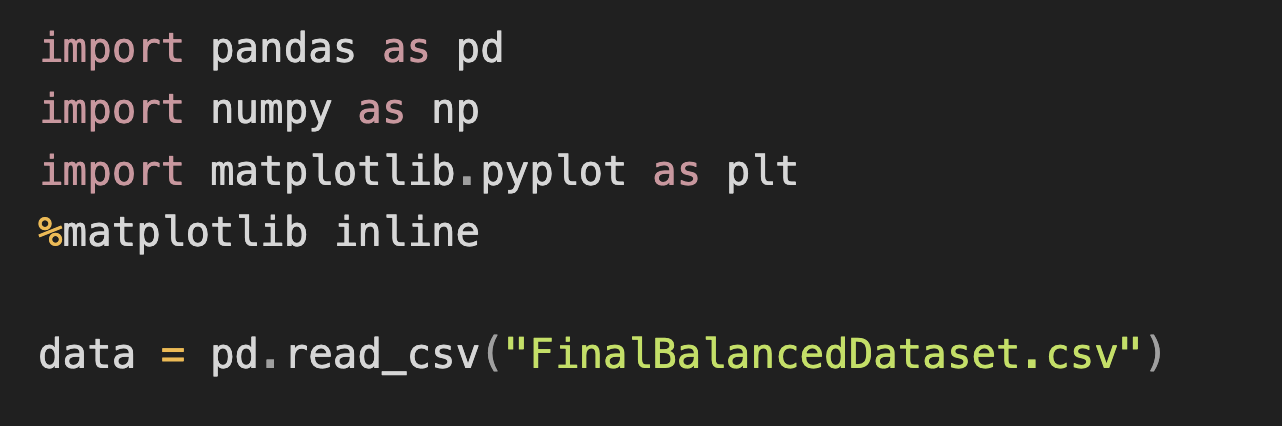 import pandas as pd
import numpy as np
import matplotlib.pyplot as plt
%matplotlib inline
data = pd.read_csv("FinalBalancedDataset.csv")